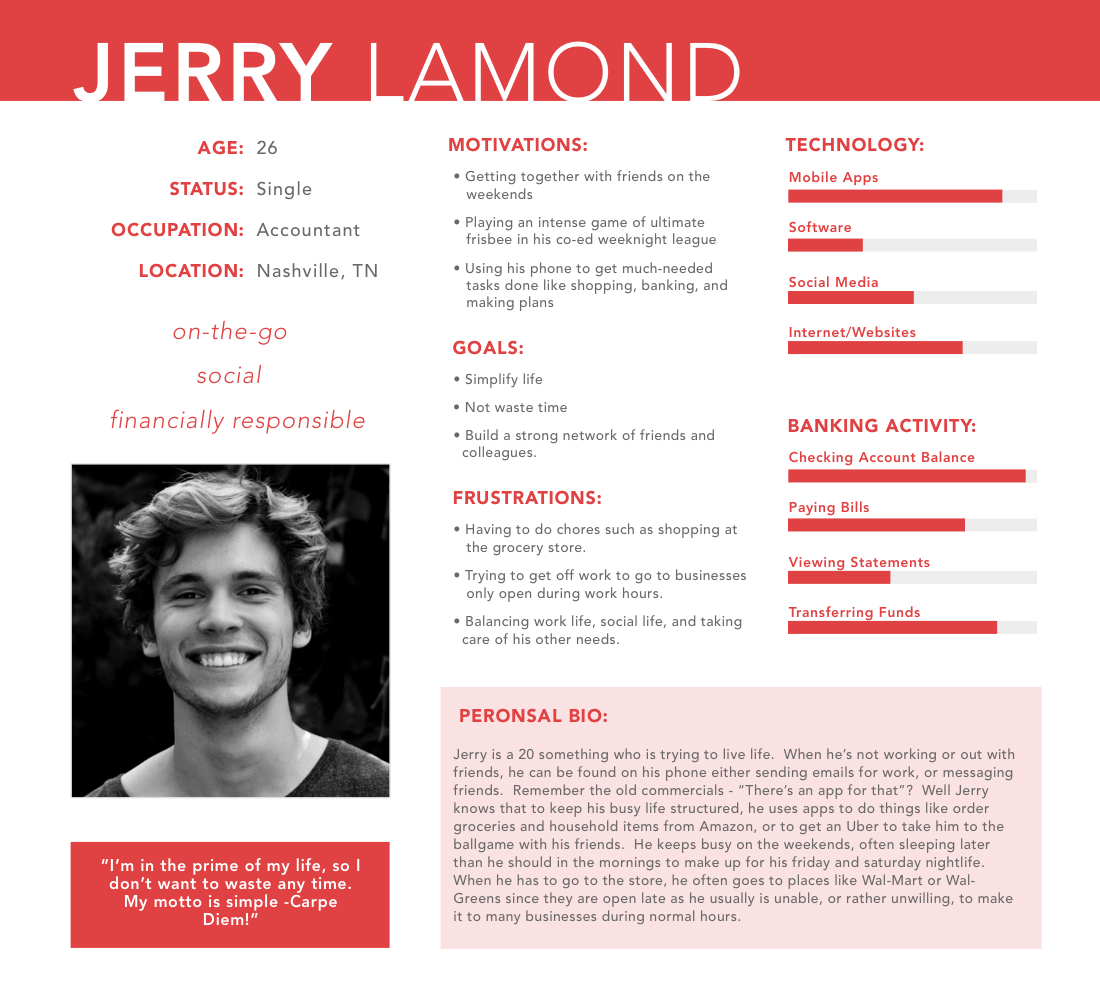 JERRY LAMOND
AGE: 26
STATUS: Single
OCCUPATION: Accountant
LOCATION: Nashville, TN
on-the-go
social
financially responsible
“I’m in the prime of my life, so I
don’t want to waste any time.
My motto is simple -Carpe
Diem!”
MOTIVATIONS:
• Getting together with friends on the
weekends
• Playing an intense game of ultimate
frisbee in his co-ed weeknight league
• Using his phone to get much-needed
tasks done like shopping, banking, and
making plans
GOALS:
• Simplify life
• Not waste time
• Build a strong network of friends and
colleagues.
FRUSTRATIONS:
• Having to do chores such as shopping at
the grocery store.
• Trying to get off work to go to businesses
only open during work hours.
• Balancing work life, social life, and taking
care of his other needs.
TECHNOLOGY:
Mobile Apps
Software
Social Media
Internet/Websites
BANKING ACTIVITY:
Checking Account Balance
Paying Bills
Viewing Statements
Transferring Funds
PERONSAL BIO:
Jerry is a 20 something who is trying to live life.  When he’s not working or out with
friends, he can be found on his phone either sending emails for work, or messaging
friends.  Remember the old commercials - “There’s an app for that”?  Well Jerry
knows that to keep his busy life structured, he uses apps to do things like order
groceries and household items from Amazon, or to get an Uber to take him to the
ballgame with his friends.  He keeps busy on the weekends, often sleeping later
than he should in the mornings to make up for his friday and saturday nightlife.
When he has to go to the store, he often goes to places like Wal-Mart or Wal-
Greens since they are open late as he usually is unable, or rather unwilling, to make
it to many businesses during normal hours.